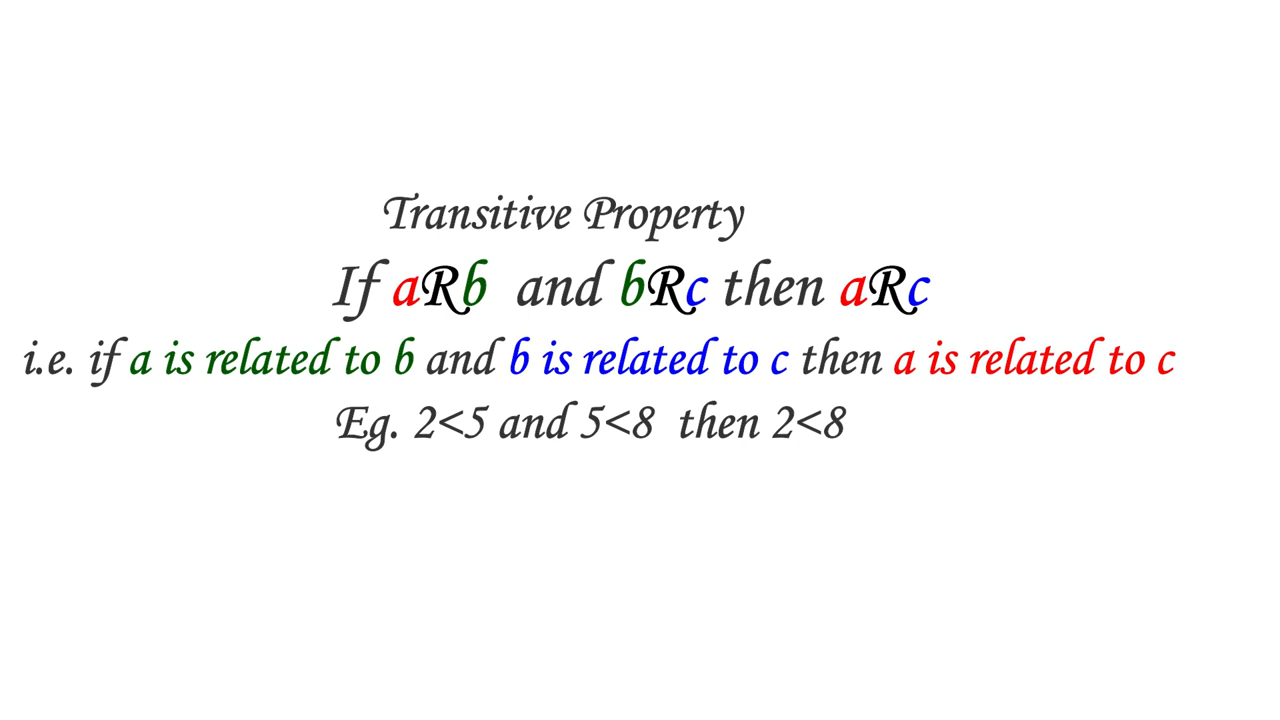 Transitive Property
If aRb and bRc then aRc
i.e. if a is related to b and b is related to c then a is related to c
Eg. 2<5 and 5<8 then 2<8